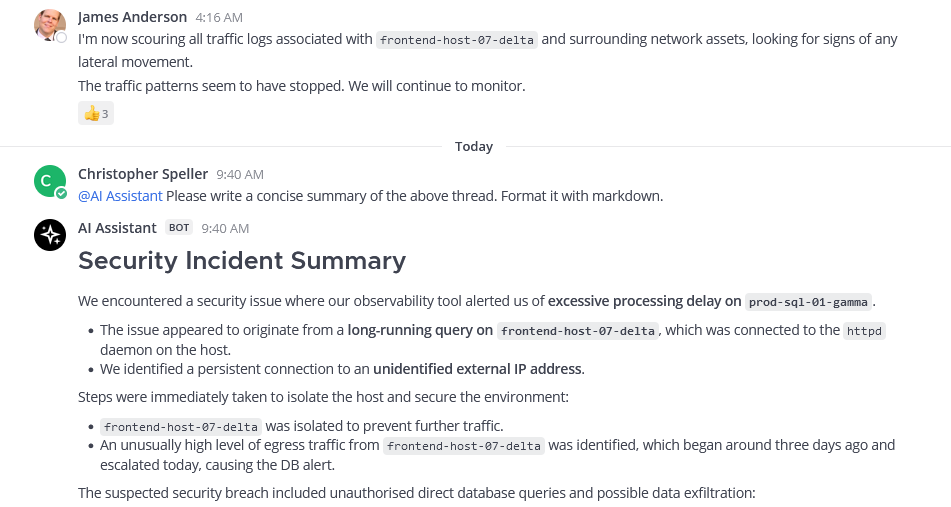 James Anderson 4:16 AM
I'm now scouring all traffic logs associated with frontend-host-07-delta and surrounding network assets, looking for signs of any
lateral movement.
The traffic patterns seem to have stopped. We will continue to monitor.
👍 3
Today
C
Christopher Speller 9:40 AM
@AI Assistant Please write a concise summary of the above thread. Format it with markdown.
AI Assistant BOT 9:40 AM
Security Incident Summary
We encountered a security issue where our observability tool alerted us of excessive processing delay on prod-sql-01-gamma.
• The issue appeared to originate from a long-running query on frontend-host-07-delta, which was connected to the httpd
daemon on the host.
• We identified a persistent connection to an unidentified external IP address.
Steps were immediately taken to isolate the host and secure the environment:
• frontend-host-07-delta was isolated to prevent further traffic.
• An unusually high level of egress traffic from frontend-host-07-delta was identified, which began around three days ago and
escalated today, causing the DB alert.
The suspected security breach included unauthorised direct database queries and possible data exfiltration: